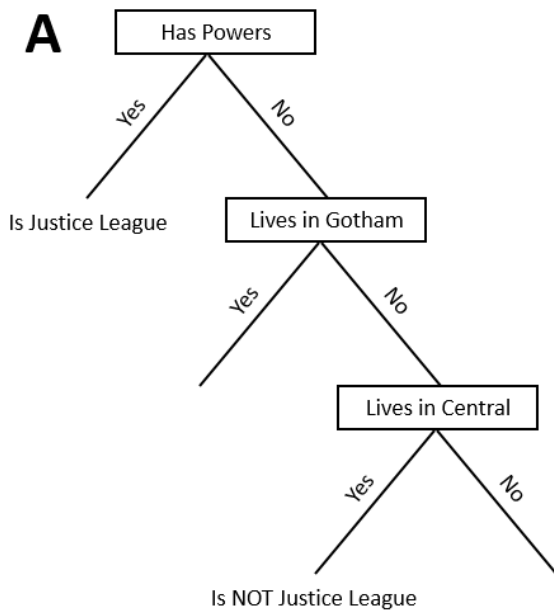 A
Has Powers
Yes
No
Is Justice League
Lives in Gotham
Yes
No
Lives in Central
Yes
No
Is NOT Justice League